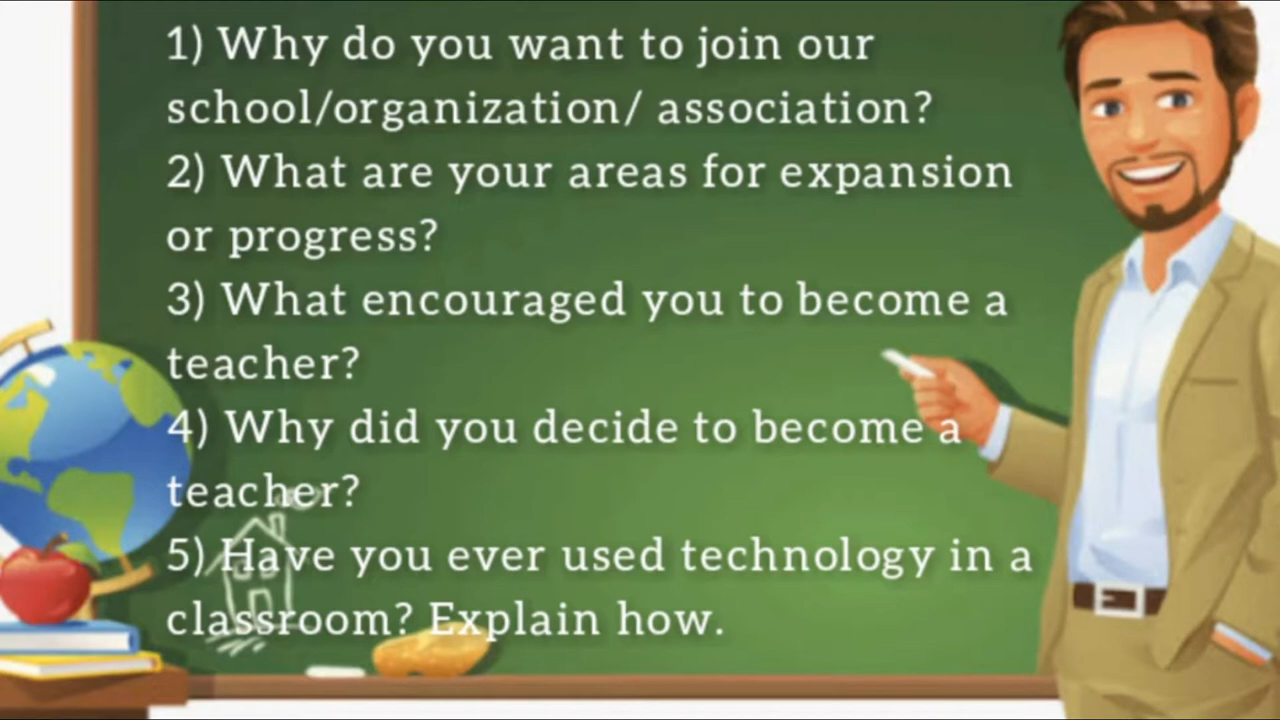 1) Why do you want to join our
school/organization/ association?
2) What are your areas for expansion
or progress?
3) What encouraged you to become a
teacher?
4) Why did you decide to become a
teacher?
5) Have you ever used technology in a
classroom? Explain how.